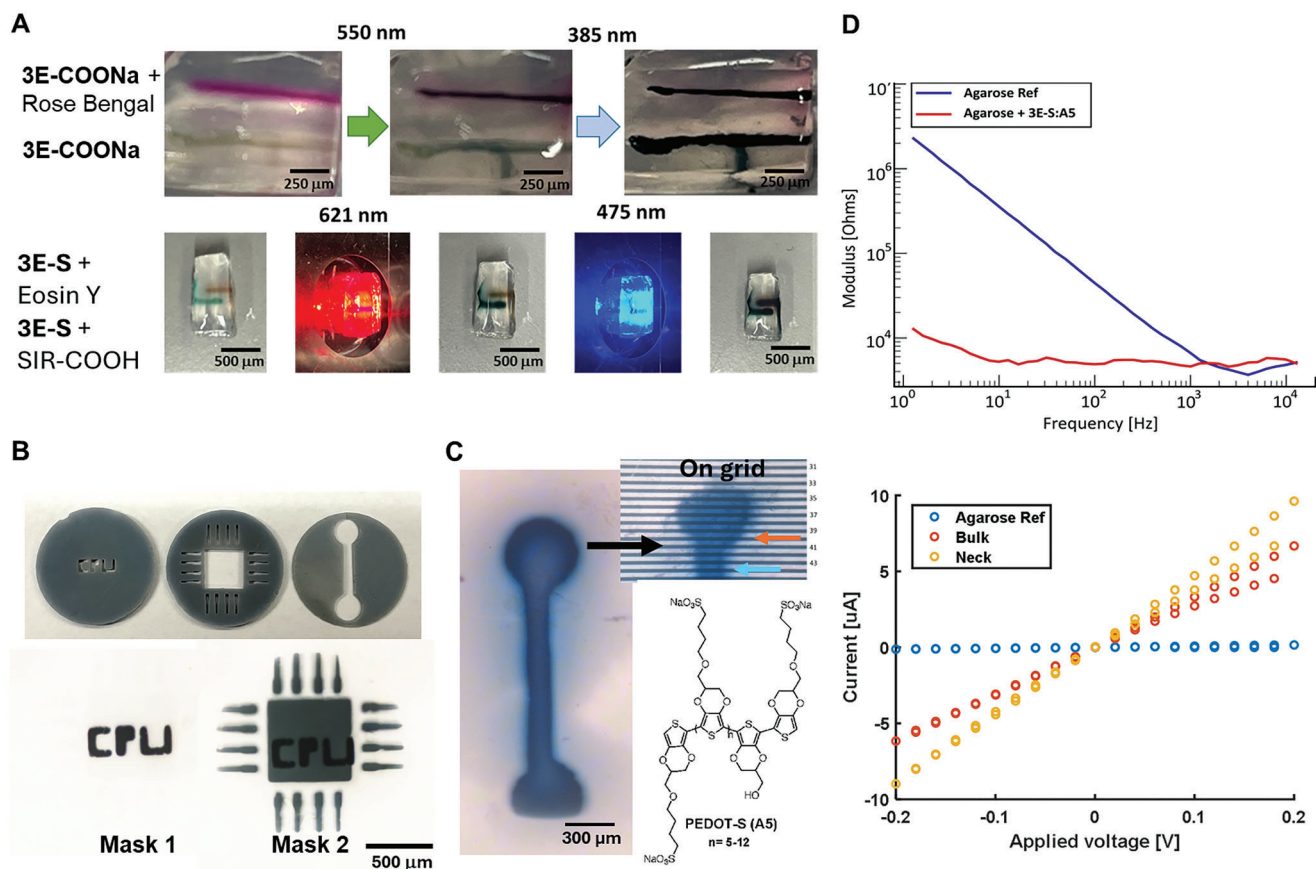 A
550 nm
385 nm
3E-COONa +
Rose Bengal
3E-COONa
250 µm
250 µm
250 µm
621 nm
475 nm
3E-S +
Eosin Y
3E-S +
SIR-COOH
500 µm
500 µm
500 µm
B
CPU
CPU
CPU
Mask 1
Mask 2
500 µm
C
On grid
31
33
35
37
39
41
43
300 µm
NaO₃S
SO₃Na
O
O
O
O
O
O
O
O
S
S
S
S
n
O
O
O
O
HO
O
NaO₃S
PEDOT-S (A5)
n= 5-12
D
Agarose Ref
Agarose + 3E-S:A5
Modulus [Ohms]
10⁷
10⁶
10⁵
10⁴
10⁰
10¹
10²
10³
10⁴
Frequency [Hz]
Agarose Ref
Bulk
Neck
Current [uA]
10
5
0
-5
-10
-0.2
-0.1
0
0.1
0.2
Applied voltage [V]